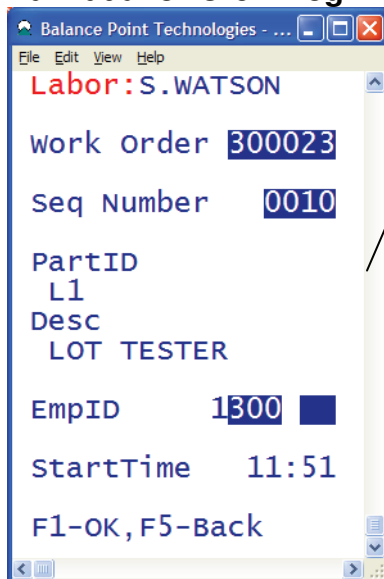 Balance Point Technologies - ...
File Edit View Help
Labor:S.WATSON
Work Order 300023
Seq Number 0010
PartID
L1
Desc
LOT TESTER
EmpID 1300
StartTime 11:51
F1-OK,F5-Back